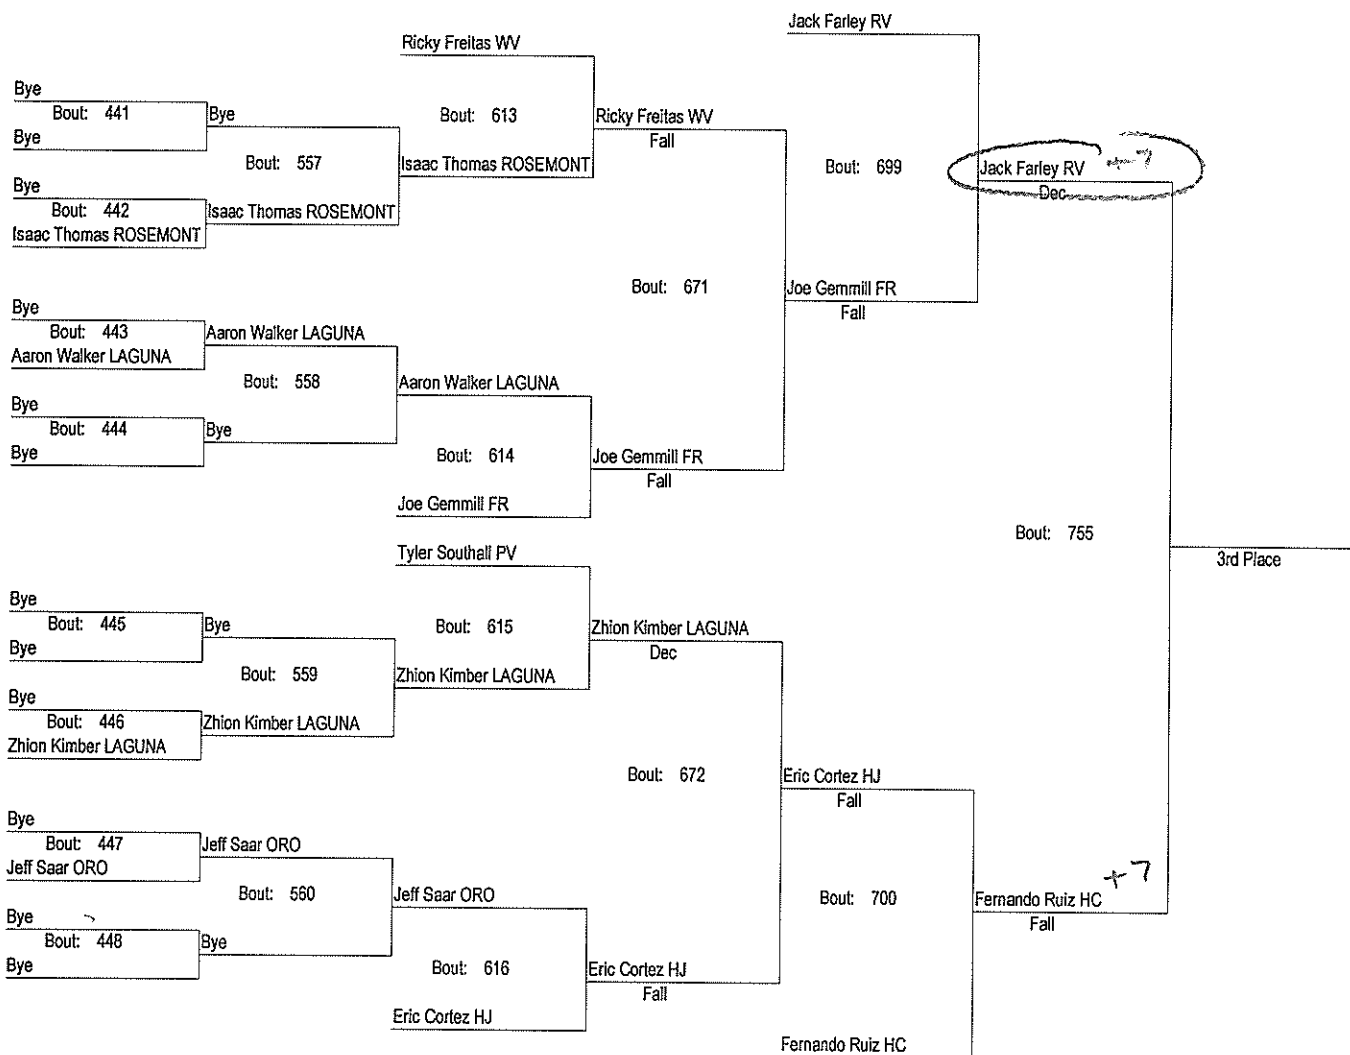 Jack Farley RV
Ricky Freitas WV
Bye
Bout: 441
Bye
Bye
Bout: 613
Ricky Freitas WV
Fall
Bout: 557
Isaac Thomas ROSEMONT
Bout: 699
Jack Farley RV +7
Dec
Bye
Bout: 442
Isaac Thomas ROSEMONT
Isaac Thomas ROSEMONT
Bout: 671
Joe Gemmill FR
Fall
Bye
Bout: 443
Aaron Walker LAGUNA
Aaron Walker LAGUNA
Bout: 558
Aaron Walker LAGUNA
Bye
Bout: 444
Bye
Bye
Bout: 614
Joe Gemmill FR
Fall
Joe Gemmill FR
Bout: 755
3rd Place
Tyler Southall PV
Bye
Bout: 445
Bye
Bye
Bout: 615
Zhion Kimber LAGUNA
Dec
Bout: 559
Zhion Kimber LAGUNA
Bye
Bout: 446
Zhion Kimber LAGUNA
Zhion Kimber LAGUNA
Bout: 672
Eric Cortez HJ
Fall
Bye
Bout: 447
Jeff Saar ORO
Jeff Saar ORO
Bout: 560
Jeff Saar ORO
Bout: 700
Fernando Ruiz HC +7
Fall
Bye
Bout: 448
Bye
Bye
Bout: 616
Eric Cortez HJ
Fall
Eric Cortez HJ
Fernando Ruiz HC